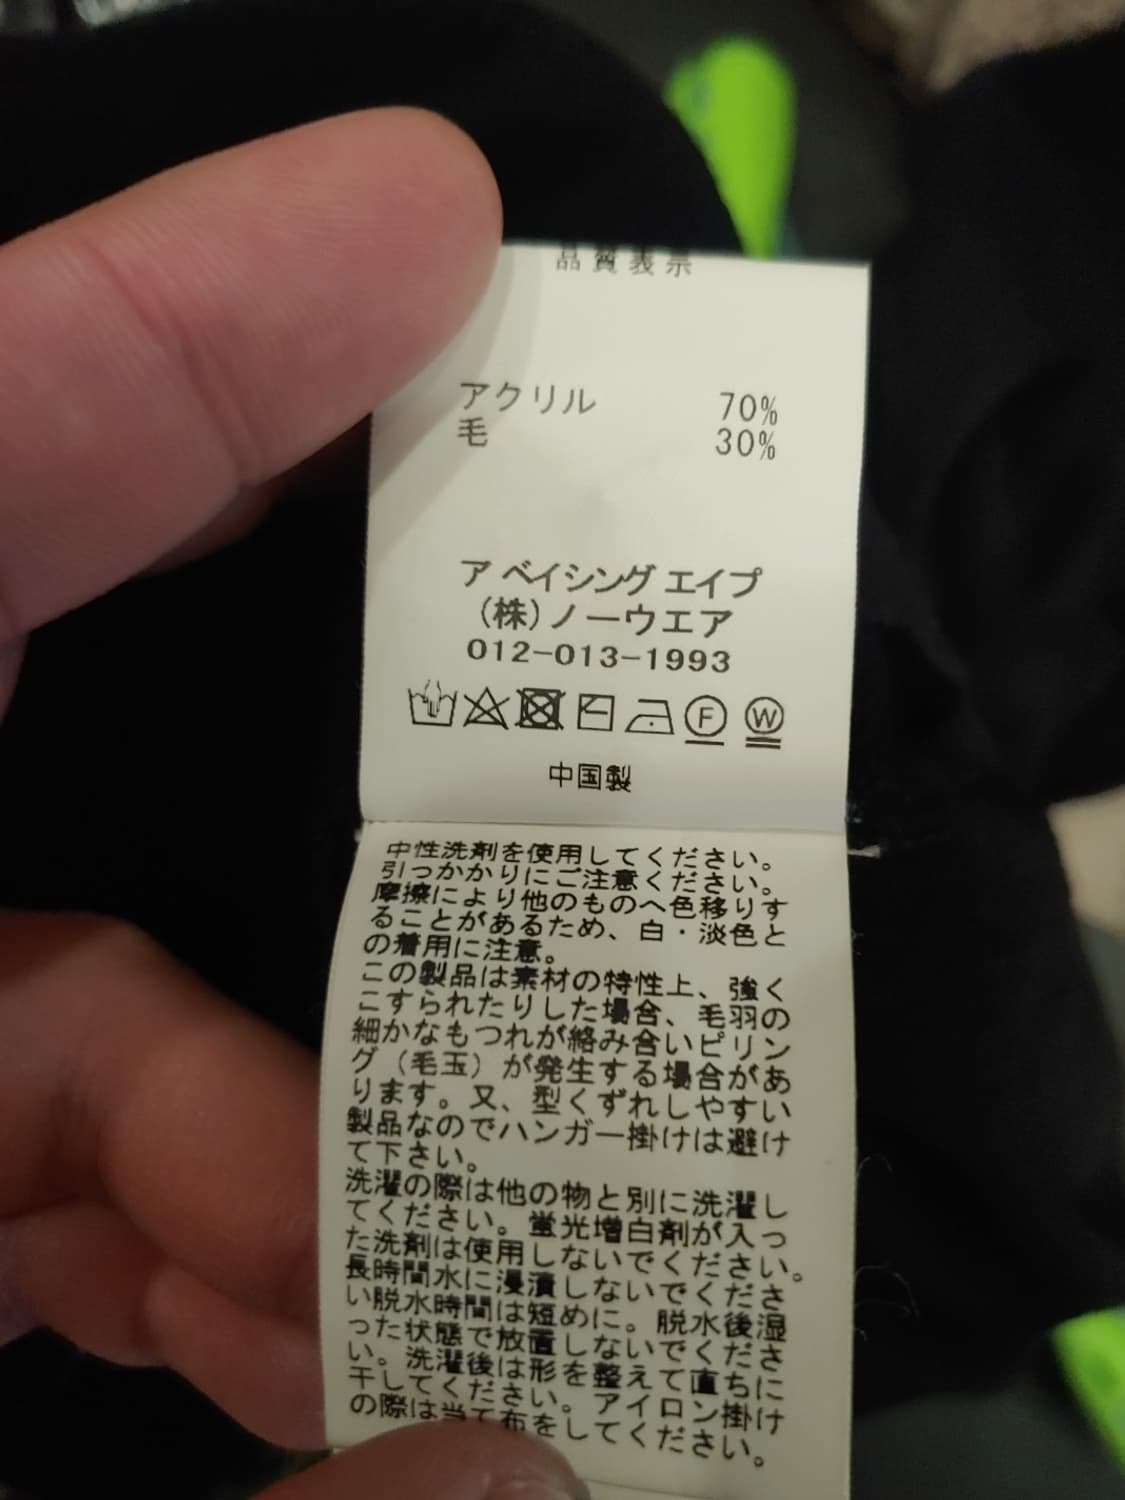 品質表示
アクリル 70%
毛 30%
ア ベイシング エイプ
(株)ノーウエア
012-013-1993
F W
中国製
中性洗剤を使用してください。
引っかかりにご注意ください。
摩擦により他のものへ色移りす
ることがあるため、白・淡色と
の着用に注意。
この製品は素材の特性上、強く
こすられたりした場合、毛羽の
細かなもつれが絡み合いピリン
グ（毛玉）が発生する場合があ
ります。又、型くずれしやすい
製品なのでハンガー掛けは避け
て下さい。
洗濯の際は他の物と別に洗濯し
てください。蛍光増白剤が入っ
た洗剤は使用しないでください。
長時間水に浸漬しないでくださ
い脱水時間は短めに。脱水後湿
った状態で放置しないでくださ
い。洗濯後は形を整えて直ちに
干してください。アイロン掛け
の際は当て布をしてください。